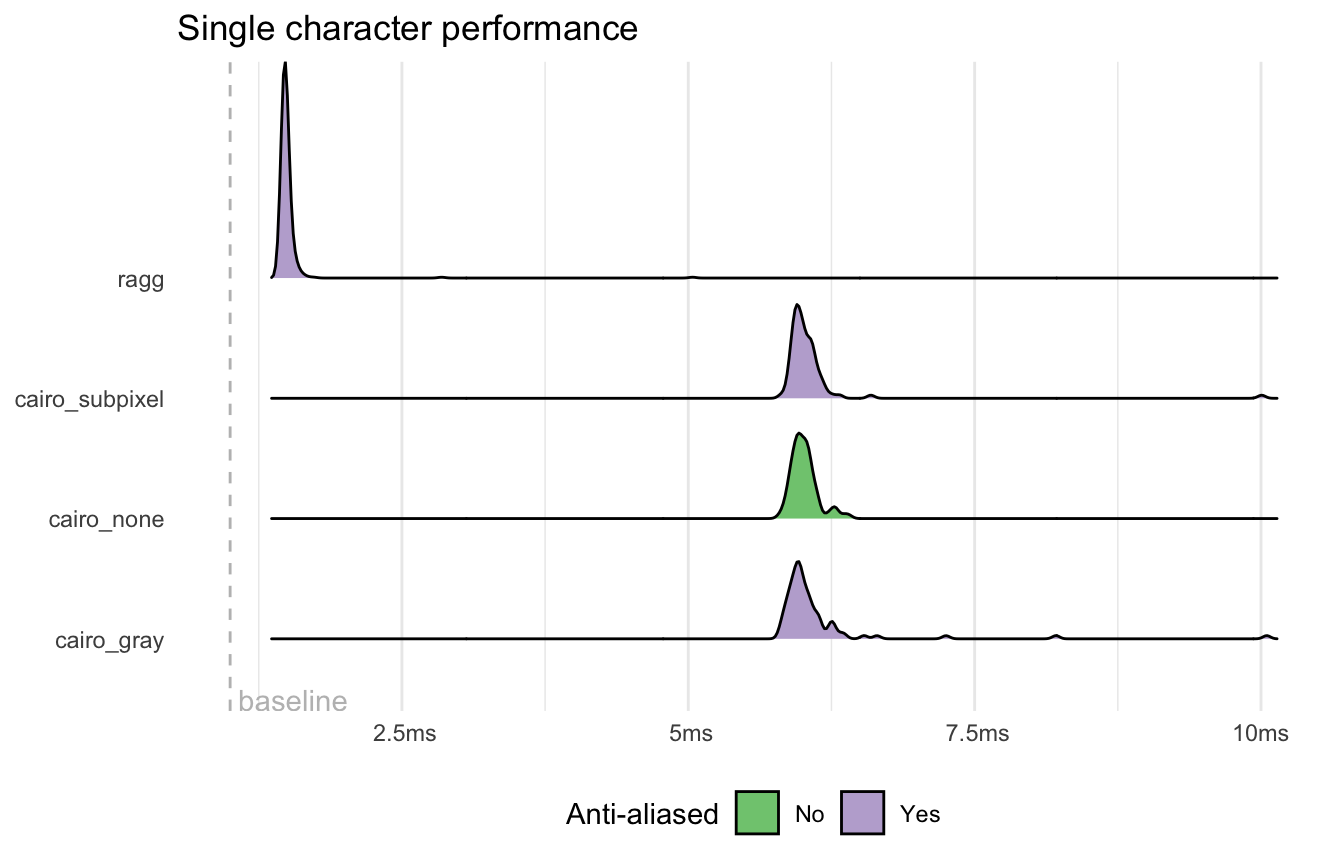 Single character performance
ragg
cairo_subpixel
cairo_none
cairo_gray
baseline
2.5ms 5ms 7.5ms 10ms
Anti-aliased No Yes